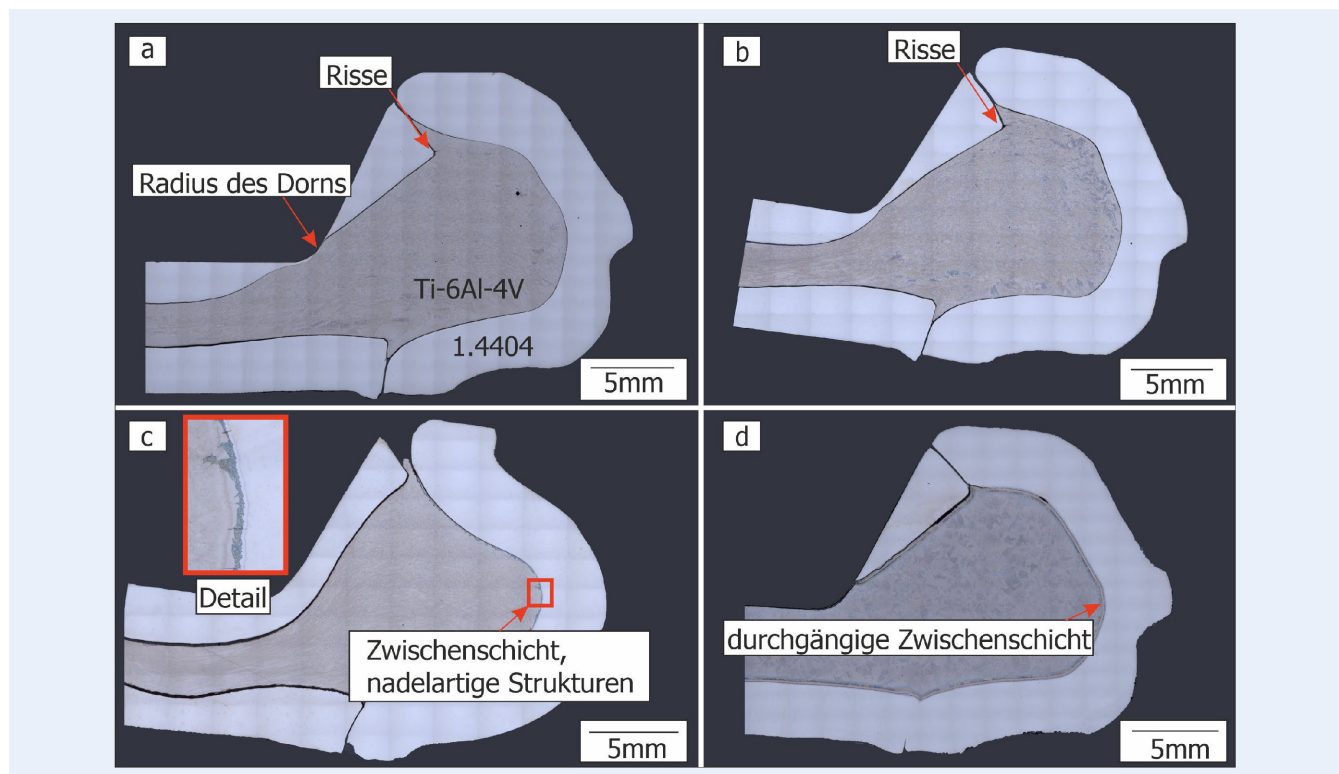 a
Risse
Radius des Dorns
Ti-6Al-4V
1.4404
5mm
b
Risse
5mm
c
Detail
Zwischenschicht,
nadelartige Strukturen
5mm
d
durchgängige Zwischenschicht
5mm